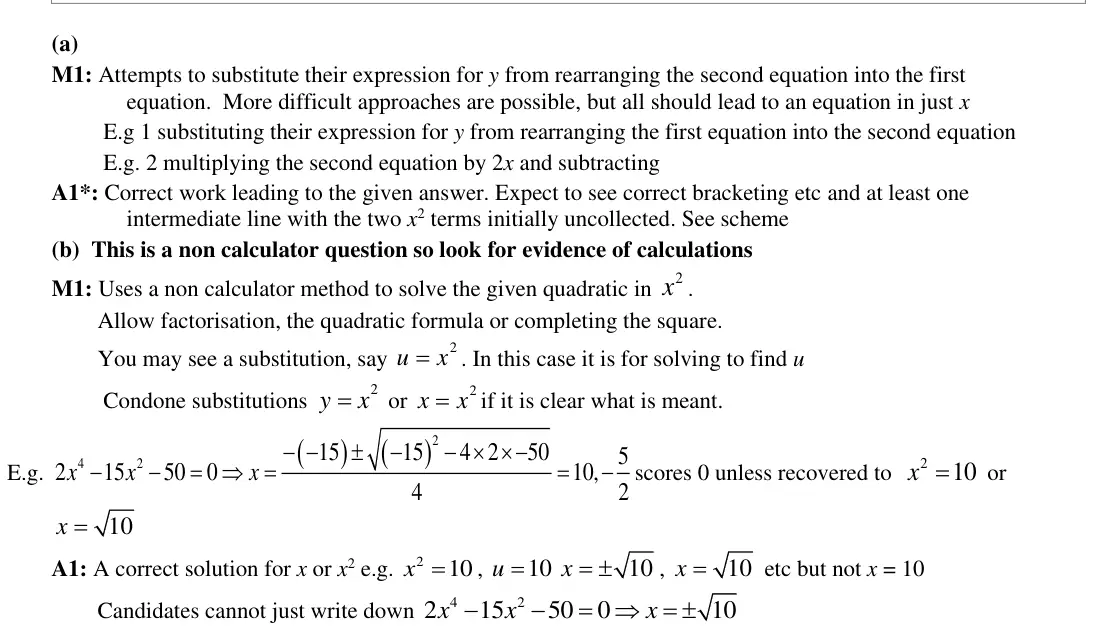 (a)
M1: Attempts to substitute their expression for y from rearranging the second equation into the first
equation. More difficult approaches are possible, but all should lead to an equation in just x
E.g 1 substituting their expression for y from rearranging the first equation into the second equation
E.g. 2 multiplying the second equation by 2x and subtracting
A1*: Correct work leading to the given answer. Expect to see correct bracketing etc and at least one
intermediate line with the two x² terms initially uncollected. See scheme
(b) This is a non calculator question so look for evidence of calculations
M1: Uses a non calculator method to solve the given quadratic in x².
Allow factorisation, the quadratic formula or completing the square.
You may see a substitution, say u = x². In this case it is for solving to find u
Condone substitutions y = x² or x = x² if it is clear what is meant.
E.g. 2x⁴ −15x² −50 = 0 ⇒ x = (−(−15) ± √((−15)² − 4×2×−50))/4 = 10, −5/2 scores 0 unless recovered to x² = 10 or
x = √10
A1: A correct solution for x or x² e.g. x² = 10, u = 10 x = ±√10, x = √10 etc but not x = 10
Candidates cannot just write down 2x⁴ −15x² −50 = 0 ⇒ x = ±√10